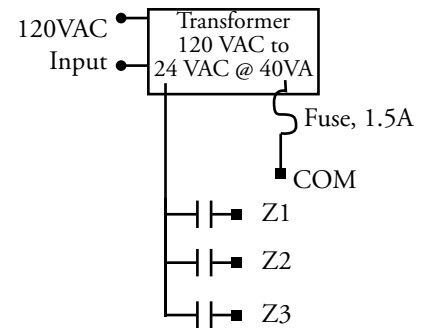 120VAC
Input
Transformer
120 VAC to
24 VAC @ 40VA
Fuse, 1.5A
COM
Z1
Z2
Z3